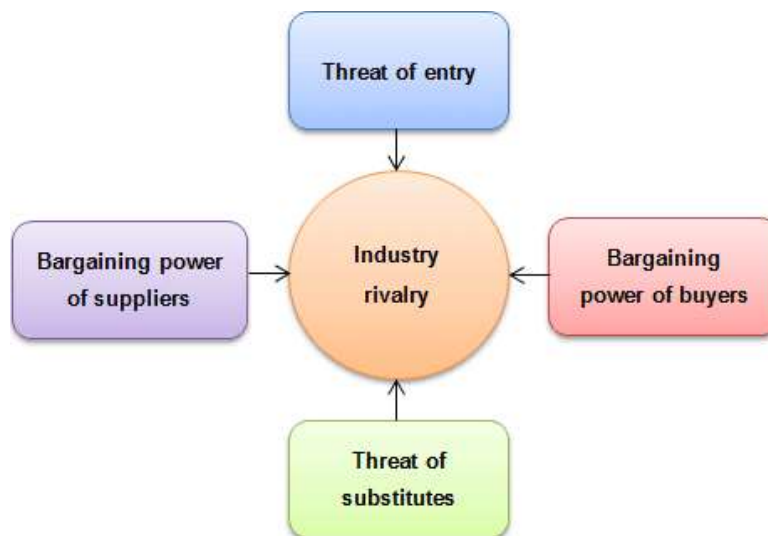 Threat of entry
Bargaining power
of suppliers
Industry
rivalry
Bargaining
power of buyers
Threat of
substitutes